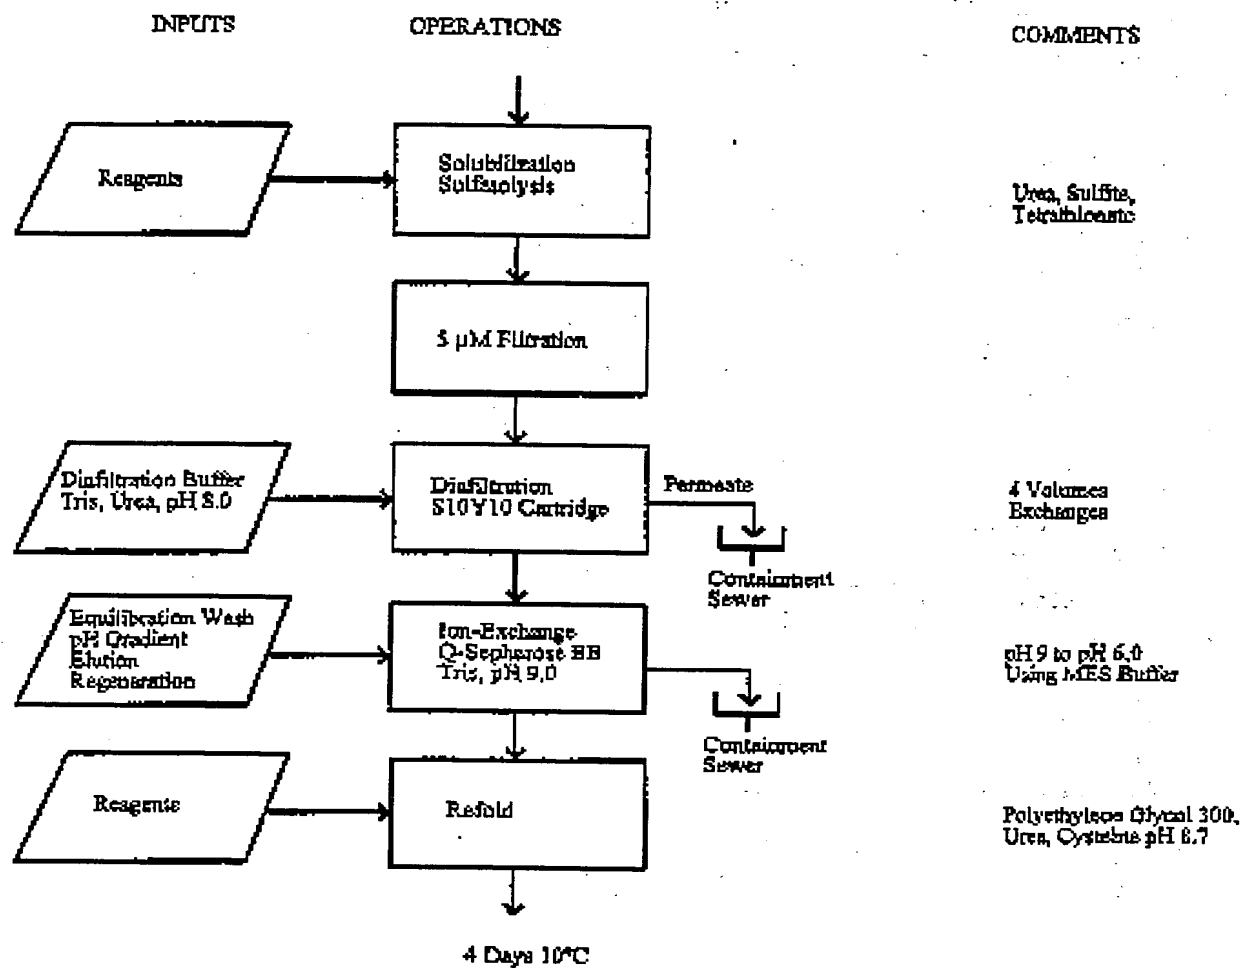 INPUTS
OPERATIONS
COMMENTS
Reagents
Solubilization
Sulfitolysis
Urea, Sulfite,
Tetrathionate
5 µM Filtration
Diafiltration Buffer
Tris, Urea, pH 8.0
Diafiltration
S10Y10 Cartridge
Permeate
4 Volumes
Exchanges
Containment
Sewer
Equilibration Wash
pH Gradient
Elution
Regeneration
Ion-Exchange
Q-Sepharose BB
Tris, pH 9.0
pH 9 to pH 6.0
Using MES Buffer
Containment
Sewer
Reagents
Refold
Polyethylene Glycol 300,
Urea, Cysteine pH 8.7
4 Days 10°C